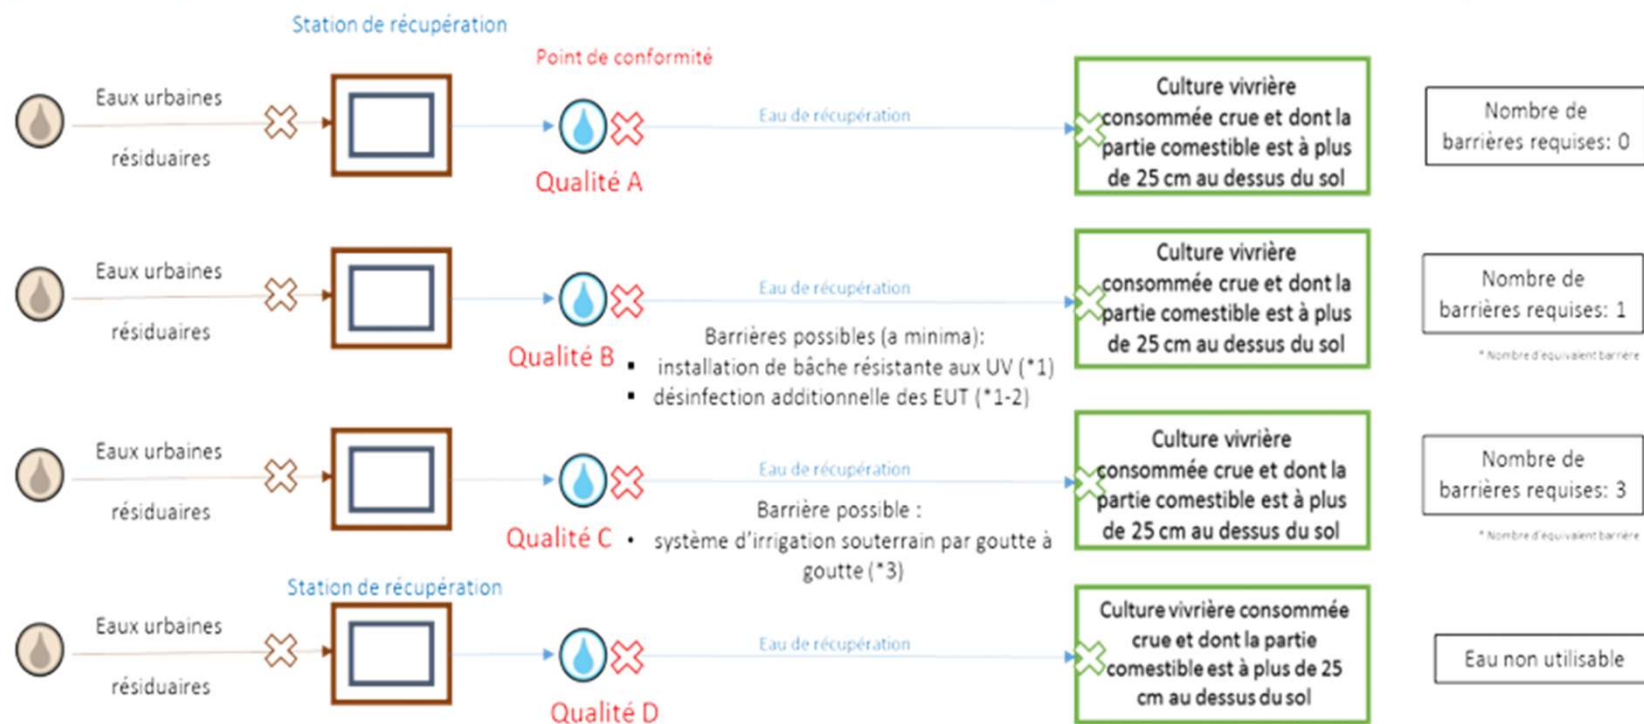 Station de récupération
Point de conformité
Eaux urbaines
résiduaires
Qualité A
Eau de récupération
Culture vivrière
consommée crue et dont la
partie comestible est à plus
de 25 cm au dessus du sol
Nombre de
barrières requises: 0
Eaux urbaines
résiduaires
Qualité B
Eau de récupération
Barrières possibles (a minima):
▪ installation de bâche résistante aux UV (*1)
▪ désinfection additionnelle des EUT (*1-2)
Culture vivrière
consommée crue et dont la
partie comestible est à plus
de 25 cm au dessus du sol
Nombre de
barrières requises: 1
* Nombre d'équivalent barrière
Eaux urbaines
résiduaires
Qualité C
Eau de récupération
Barrière possible :
• système d'irrigation souterrain par goutte à
goutte (*3)
Culture vivrière
consommée crue et dont la
partie comestible est à plus
de 25 cm au dessus du sol
Nombre de
barrières requises: 3
* Nombre d'équivalent barrière
Station de récupération
Eaux urbaines
résiduaires
Qualité D
Eau de récupération
Culture vivrière consommée
crue et dont la partie
comestible est à plus de 25
cm au dessus du sol
Eau non utilisable